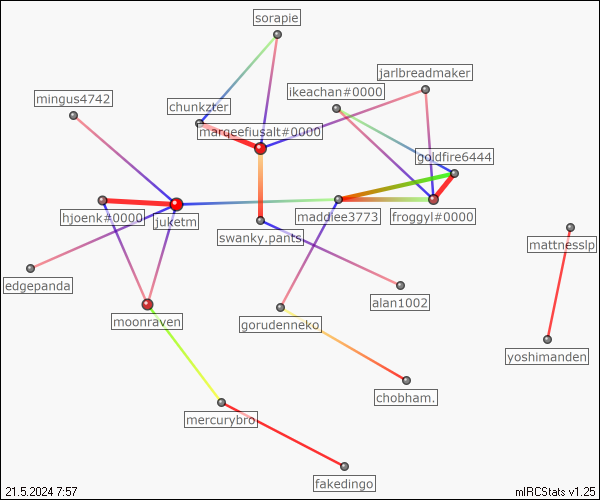 sorapie
jarlbreadmaker
ikeachan#0000
mingus4742
chunkzter
margeefiusalt#0000
goldfire6444
hjoenk#0000
juketm
maddlee3773
froggyl#0000
swanky.pants
mattnesslp
edgepanda
alan1002
moonraven
gorudenneko
yoshimanden
chobham.
mercurybro
fakedingo
21.5.2024 7:57
mIRCStats v1.25